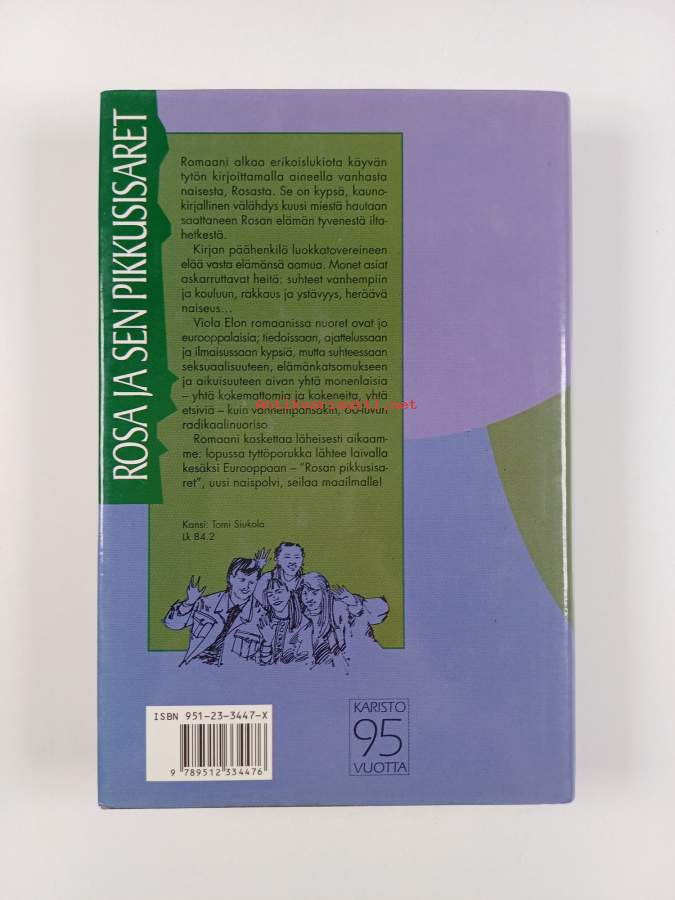 ROSA JA SEN PIKKUSISARET
Romaani alkaa erikoislukiota käyvän
tytön kirjoittamalla aineella vanhasta
naisesta, Rosasta. Se on kypsä, kauno-
kirjallinen välähdys kuusi miestä hautaan
saattaneen Rosan elämän tyvenestä ilta-
hetkestä.
Kirjan päähenkilö luokkatovereineen
elää vasta elämänsä aamua. Monet asiat
askarruttavat heitä: suhteet vanhempiin
ja kouluun, rakkaus ja ystävyys, heräävä
naiseus...
Viola Elon romaanissa nuoret ovat jo
eurooppalaisia; tiedoissaan, ajattelussaan
ja ilmaisussaan kypsiä, mutta suhteessaan
seksuaalisuuteen, elämänkatsomukseen
ja aikuisuuteen aivan yhtä monenlaisia
– yhtä kokemattomia ja kokeneita, yhtä
etsiviä – kuin vanhempansakin, 60-luvun
radikaalinuoriso.
Romaani koskettaa läheisesti aikaam-
me: lopussa tyttöporukka lähtee laivalla
kesäksi Eurooppaan – "Rosan pikkusisa-
ret", uusi naispolvi, seilaa maailmalle!
Kansi: Tomi Siukola
Lk 84.2
ISBN 951-23-3447-X
9 789512 334476
KARISTO
95
VUOTTA